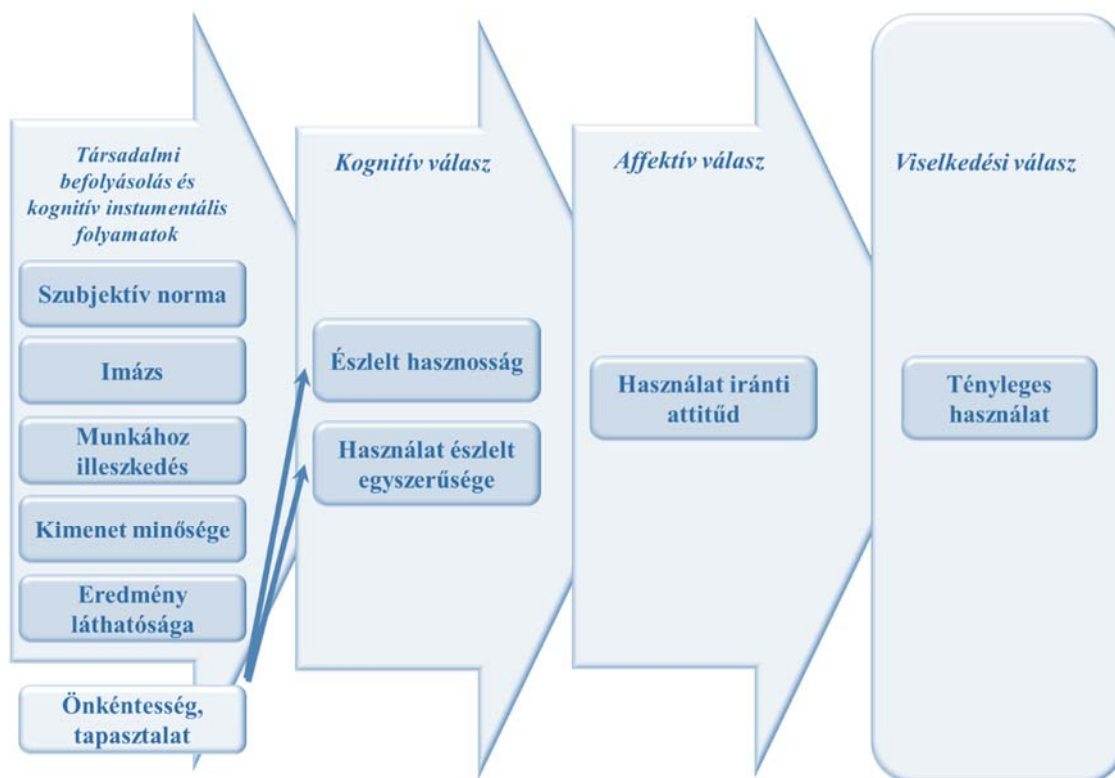 Társadalmi
befolyásolás és
kognitív instumentális
folyamatok
Szubjektív norma
Imázs
Munkához
illeszkedés
Kimenet minősége
Eredmény
láthatósága
Önkéntesség,
tapasztalat
Kognitív válasz
Észlelt hasznosság
Használat észlelt
egyszerűsége
Affektív válasz
Használat iránti
attitűd
Viselkedési válasz
Tényleges
használat